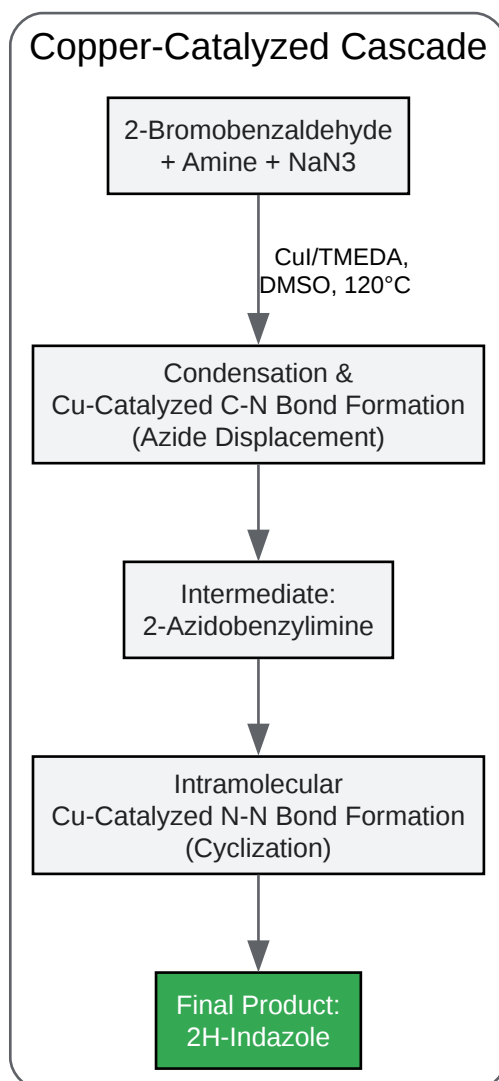 Copper-Catalyzed Cascade
2-Bromobenzaldehyde
+ Amine + NaN3
CuI/TMEDA,
DMSO, 120°C
Condensation &
Cu-Catalyzed C-N Bond Formation
(Azide Displacement)
Intermediate:
2-Azidobenzylimine
Intramolecular
Cu-Catalyzed N-N Bond Formation
(Cyclization)
Final Product:
2H-Indazole